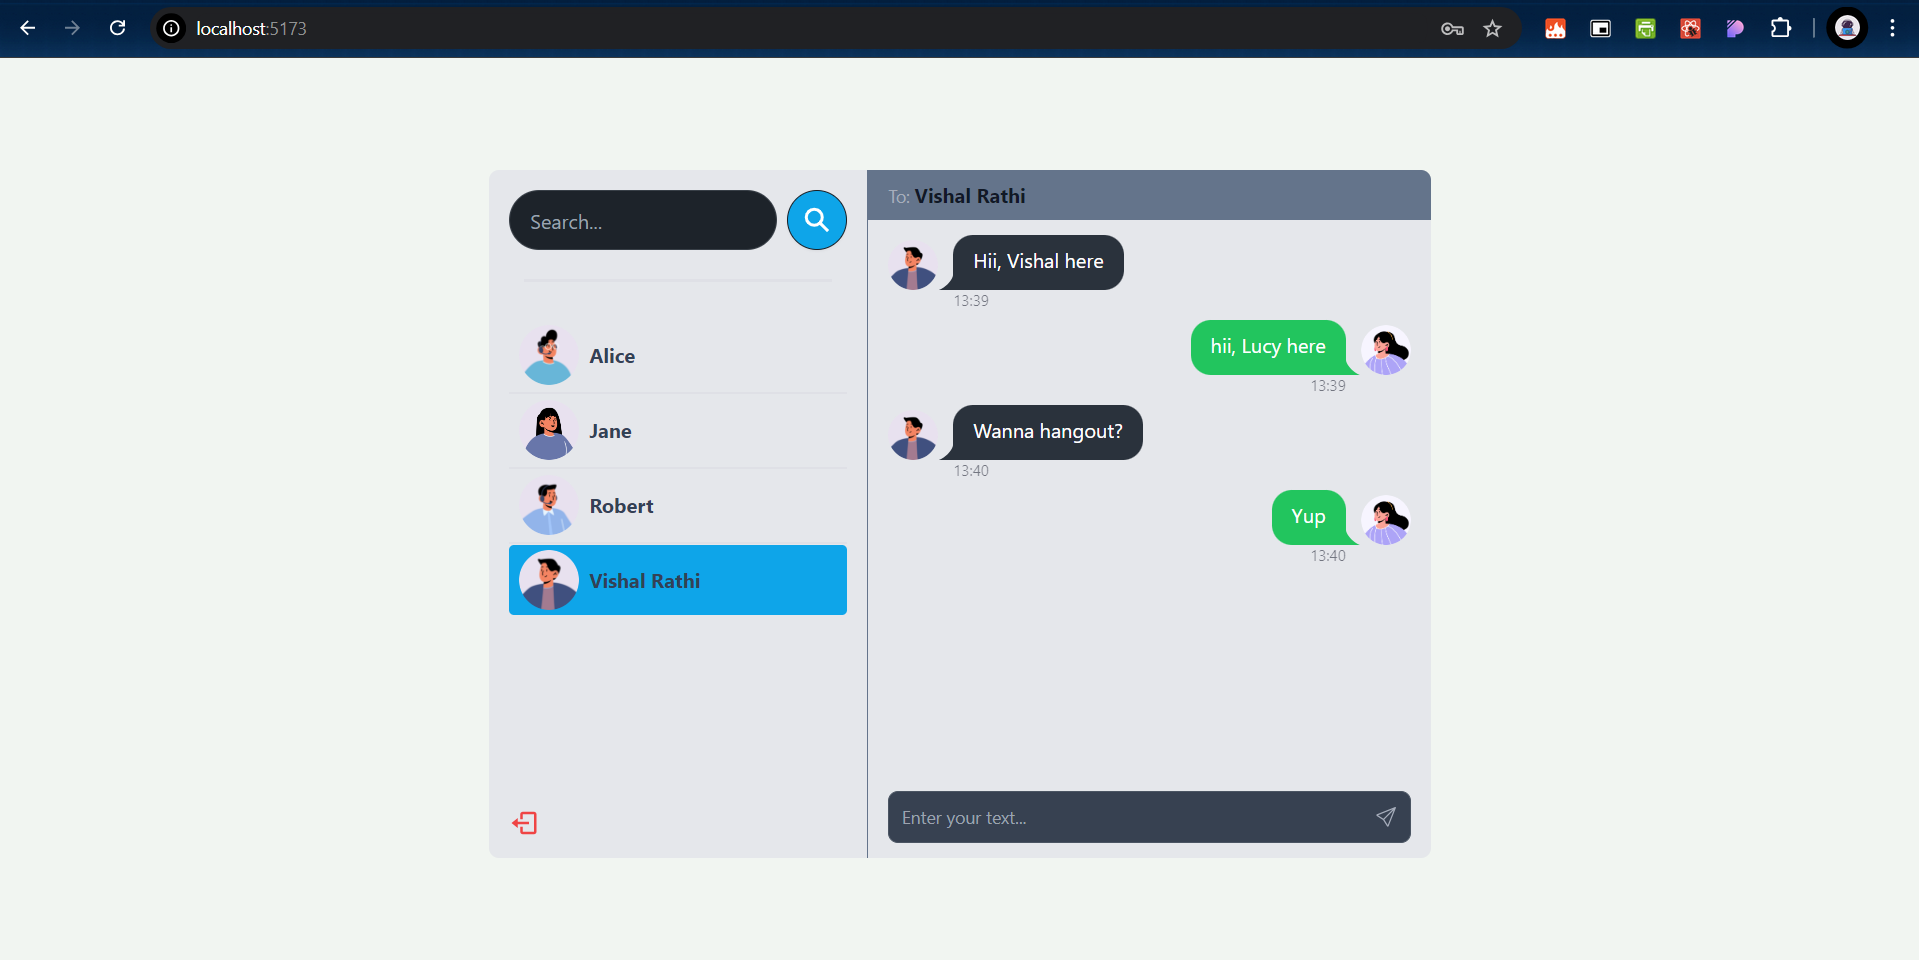 localhost:5173
Search...
Alice
Jane
Robert
Vishal Rathi
To: Vishal Rathi
Hii, Vishal here
13:39
hii, Lucy here
13:39
Wanna hangout?
13:40
Yup
13:40
Enter your text...